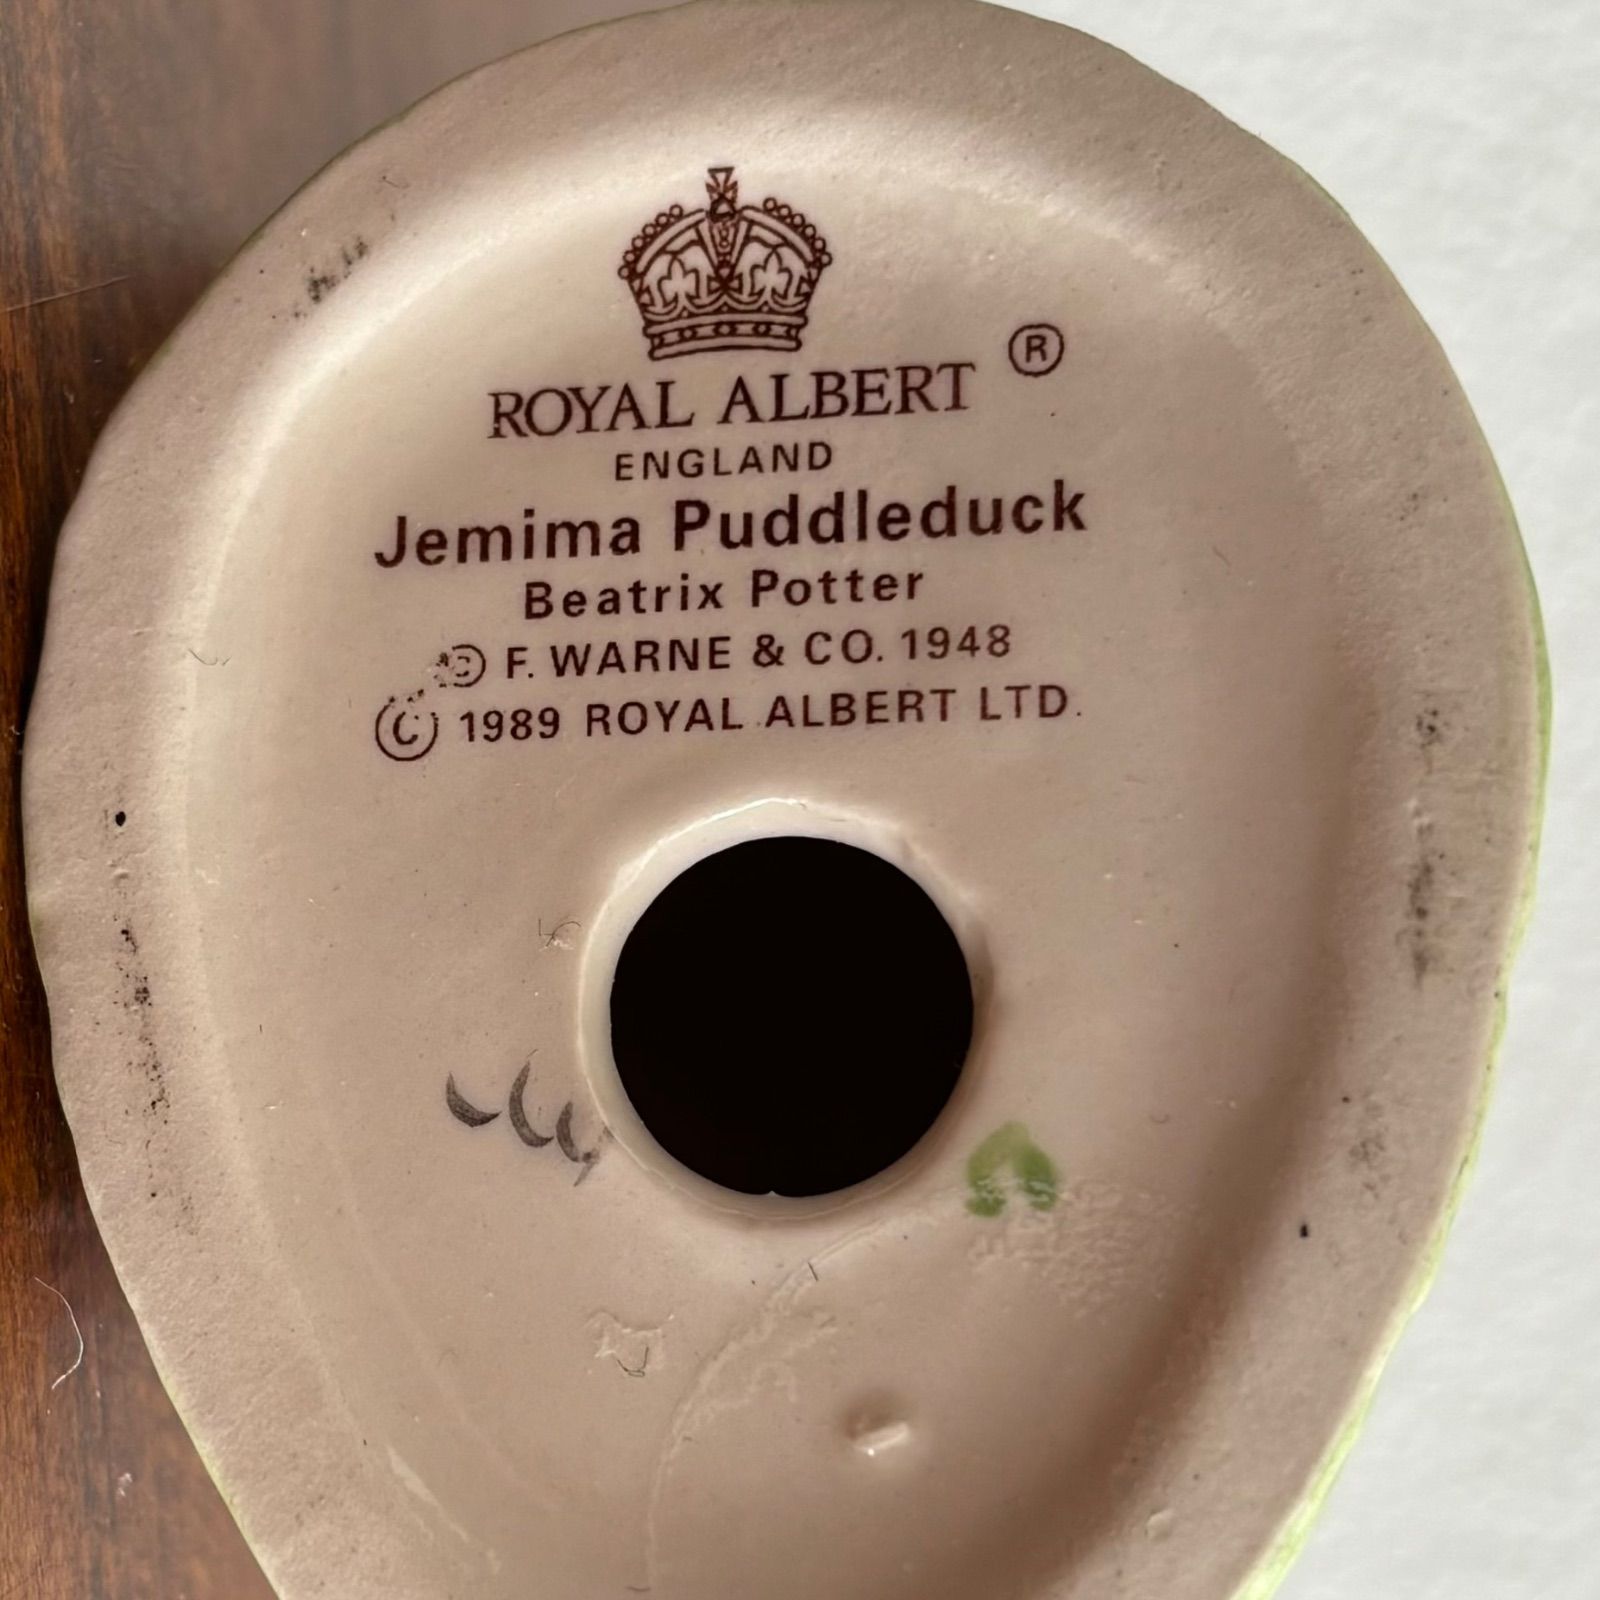 ROYAL ALBERT ®
ENGLAND
Jemima Puddleduck
Beatrix Potter
© F. WARNE & CO. 1948
© 1989 ROYAL ALBERT LTD.